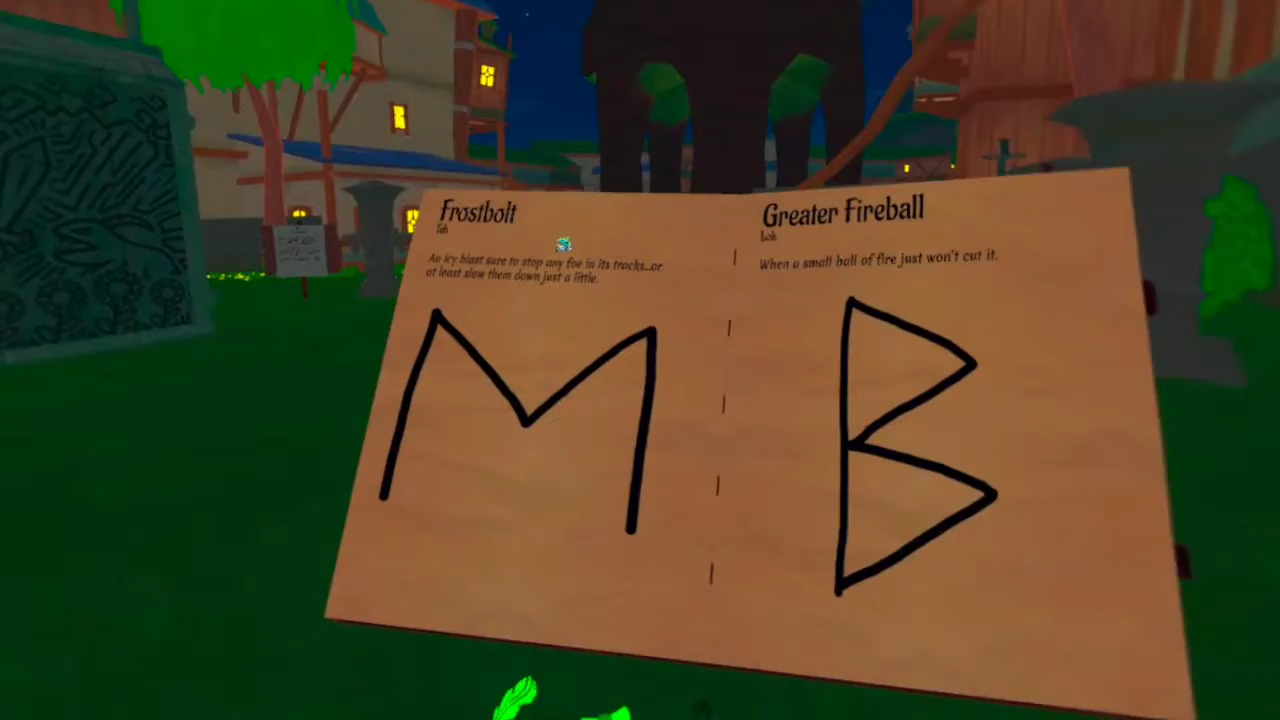 Frostbolt
An icy blast sure to stop any foe in its tracks...or
at least slow them down just a little.
M
Greater Fireball
Loh
When a small ball of fire just won't cut it.
B